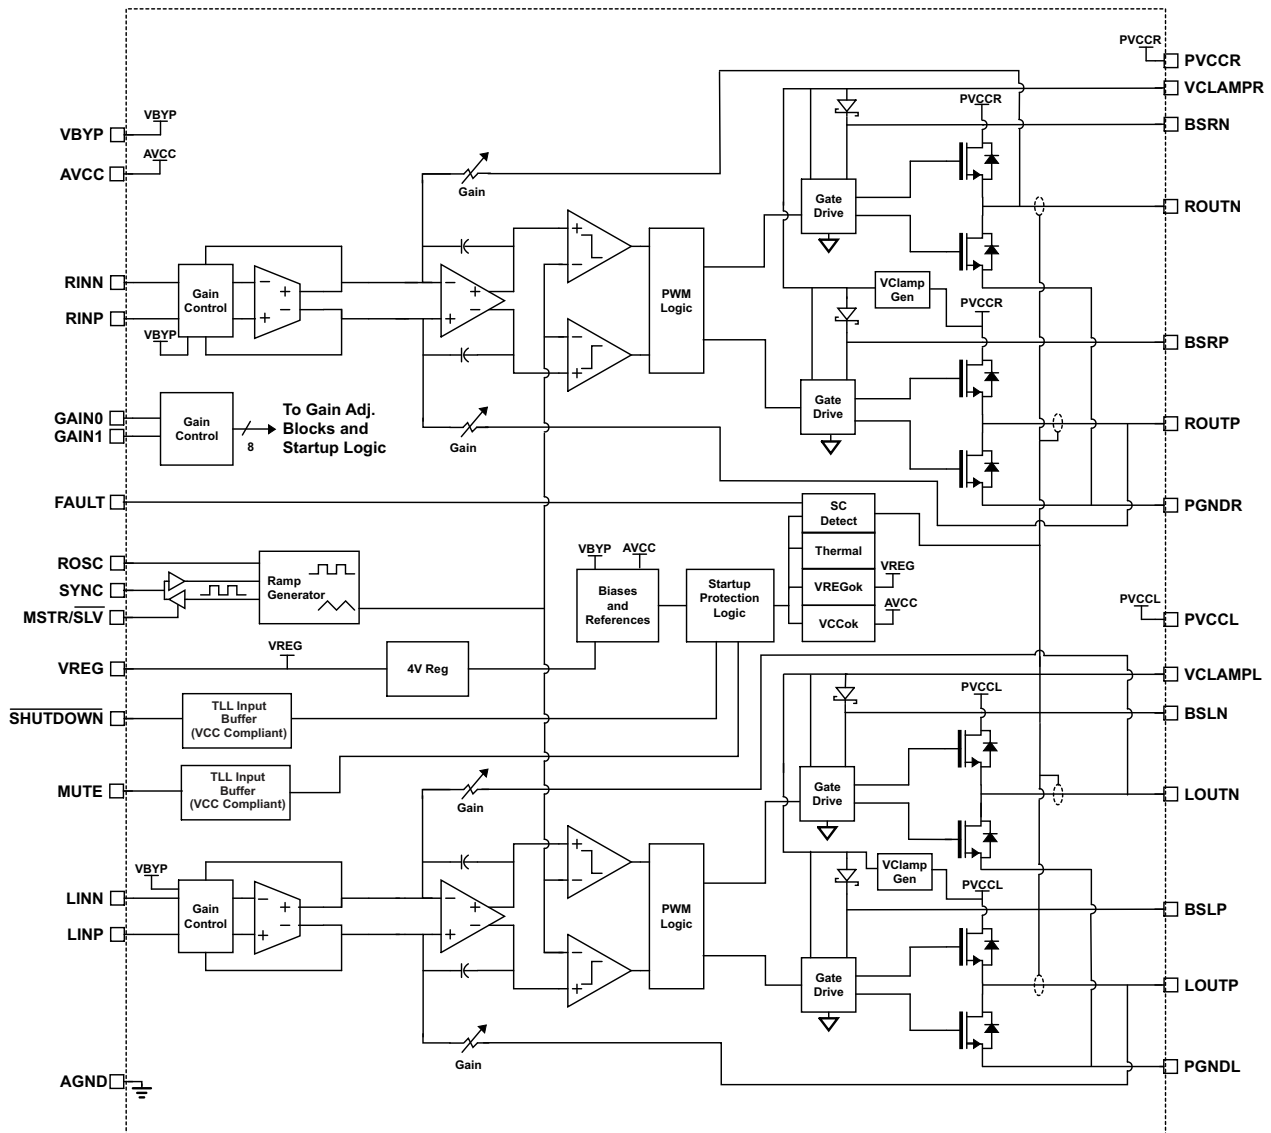 PVCCR
PVCCR
VCLAMPR
PVCCR
VBYP
VBYP
BSRN
AVCC
AVCC
Gain
Gate
Drive
ROUTN
RINN
Gain
Control
PWM
Logic
VClamp
Gen
RINP
VBYP
PVCCR
BSRP
GAIN0
GAIN1
Gain
Control
8
To Gain Adj.
Blocks and
Startup Logic
Gain
Gate
Drive
ROUTP
FAULT
SC
Detect
PGNDR
ROSC
SYNC
MSTR/SLV
Ramp
Generator
VBYP
AVCC
Biases
and
References
Startup
Protection
Logic
Thermal
VREGok
VREG
VCCok
AVCC
PVCCL
PVCCL
VREG
VREG
4V Reg
VCLAMPL
PVCCL
SHUTDOWN
TLL Input
Buffer
(VCC Compliant)
BSLN
MUTE
TLL Input
Buffer
(VCC Compliant)
Gain
Gate
Drive
LOUTN
VBYP
LINN
LINP
Gain
Control
PWM
Logic
VClamp
Gen
PVCCL
BSLP
Gate
Drive
LOUTP
Gain
AGND
PGNDL